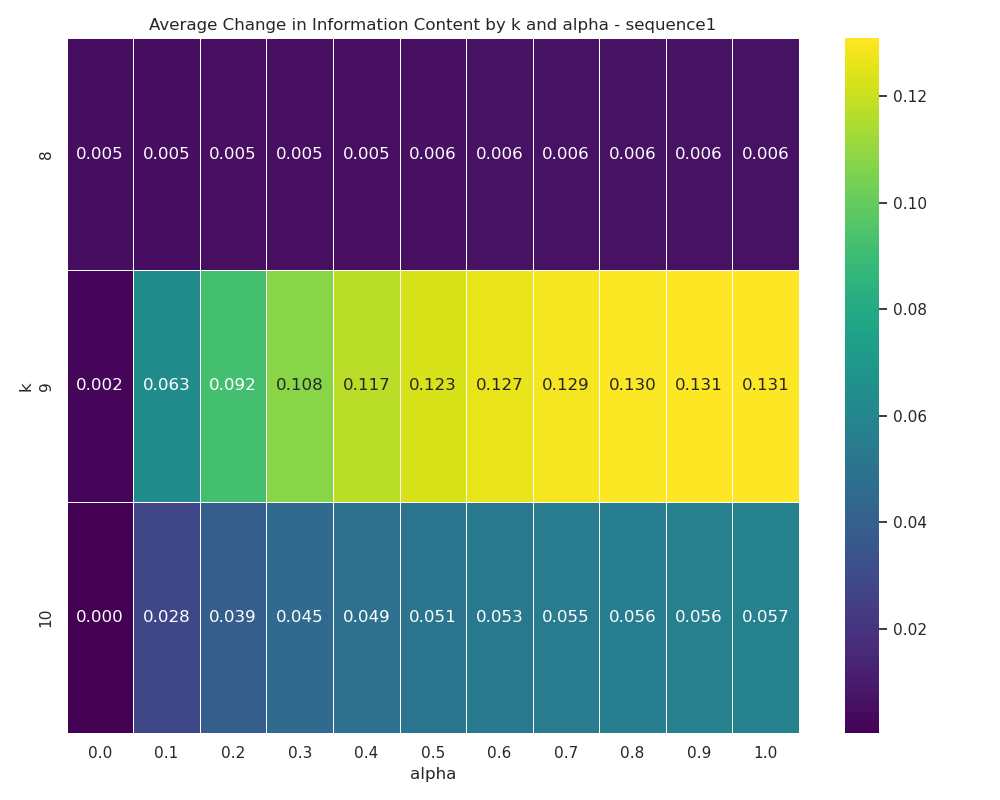 Average Change in Information Content by k and alpha - sequence1
8
0.005 0.005 0.005 0.005 0.005 0.006 0.006 0.006 0.006 0.006 0.006
k
9
0.002 0.063 0.092 0.108 0.117 0.123 0.127 0.129 0.130 0.131 0.131
10
0.000 0.028 0.039 0.045 0.049 0.051 0.053 0.055 0.056 0.056 0.057
0.0 0.1 0.2 0.3 0.4 0.5 0.6 0.7 0.8 0.9 1.0
alpha
0.12
0.10
0.08
0.06
0.04
0.02